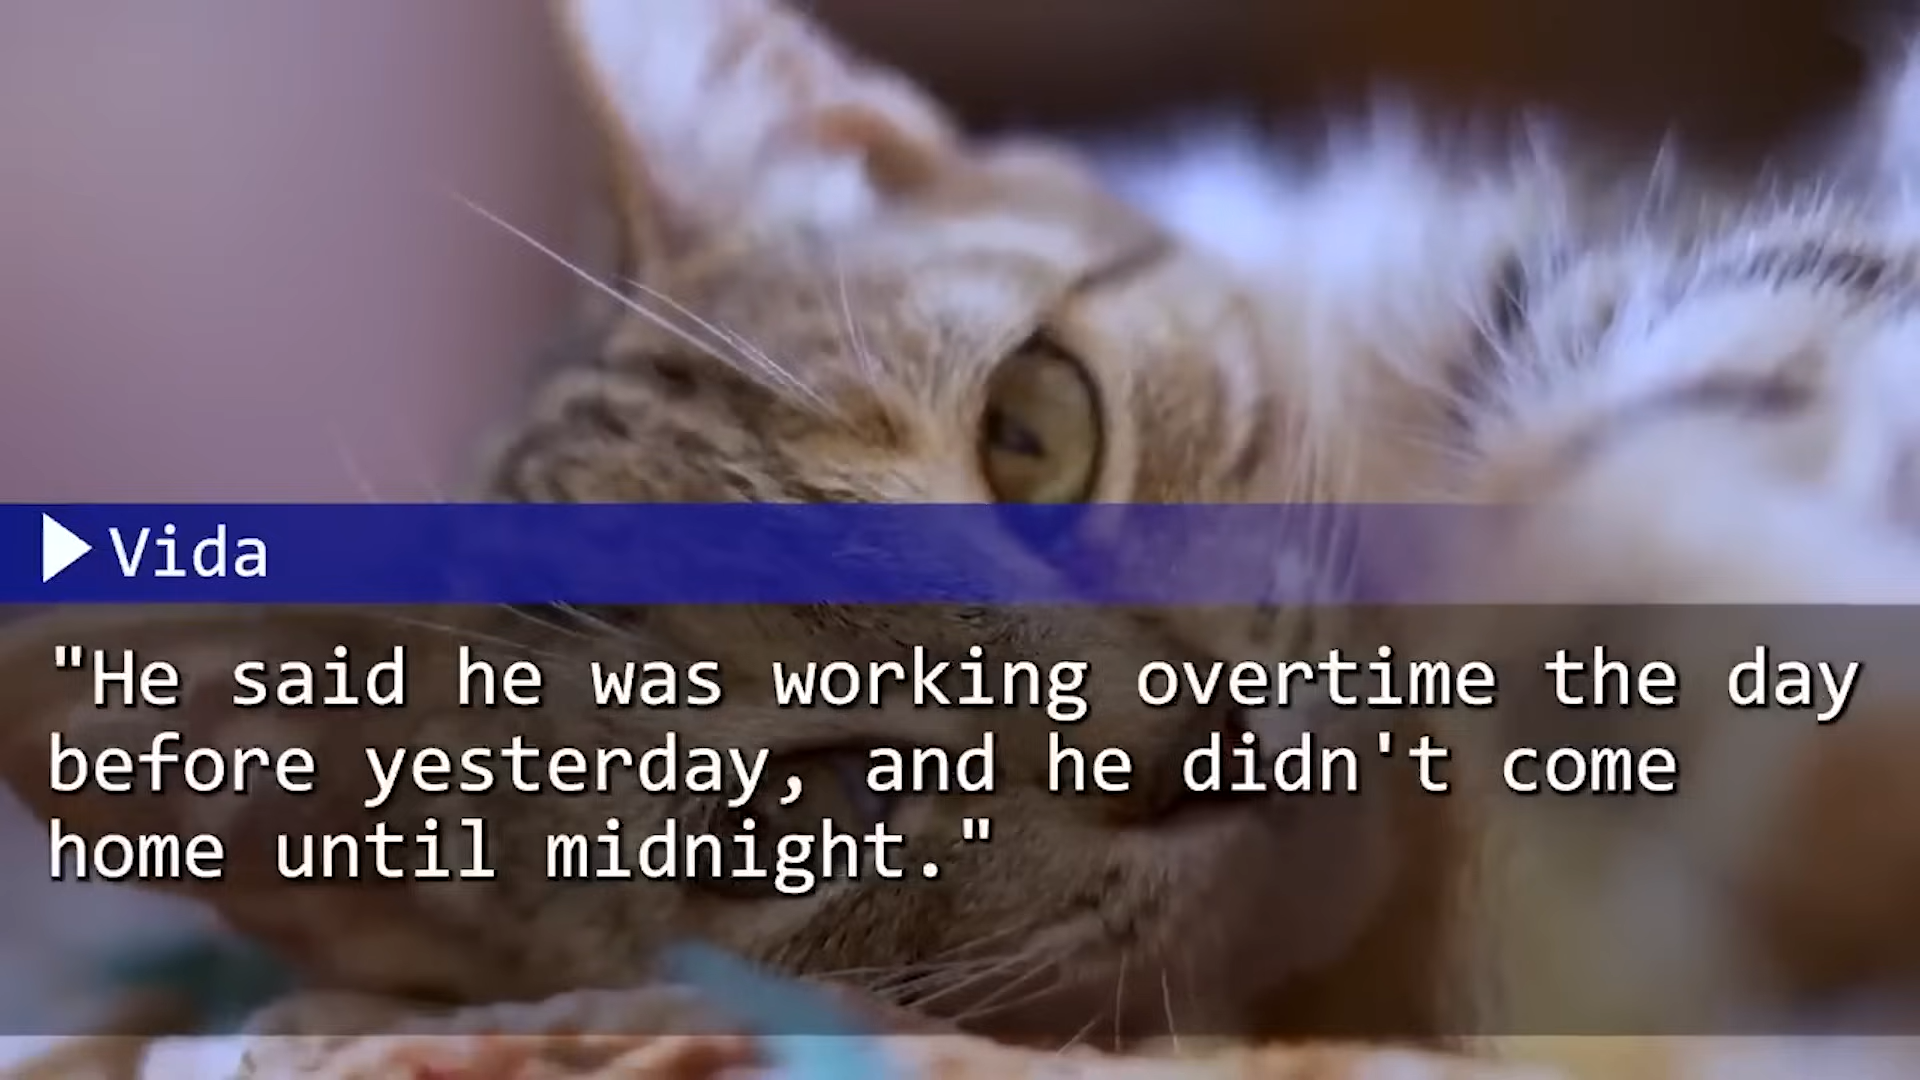 Vida
"He said he was working overtime the day
before yesterday, and he didn't come
home until midnight."